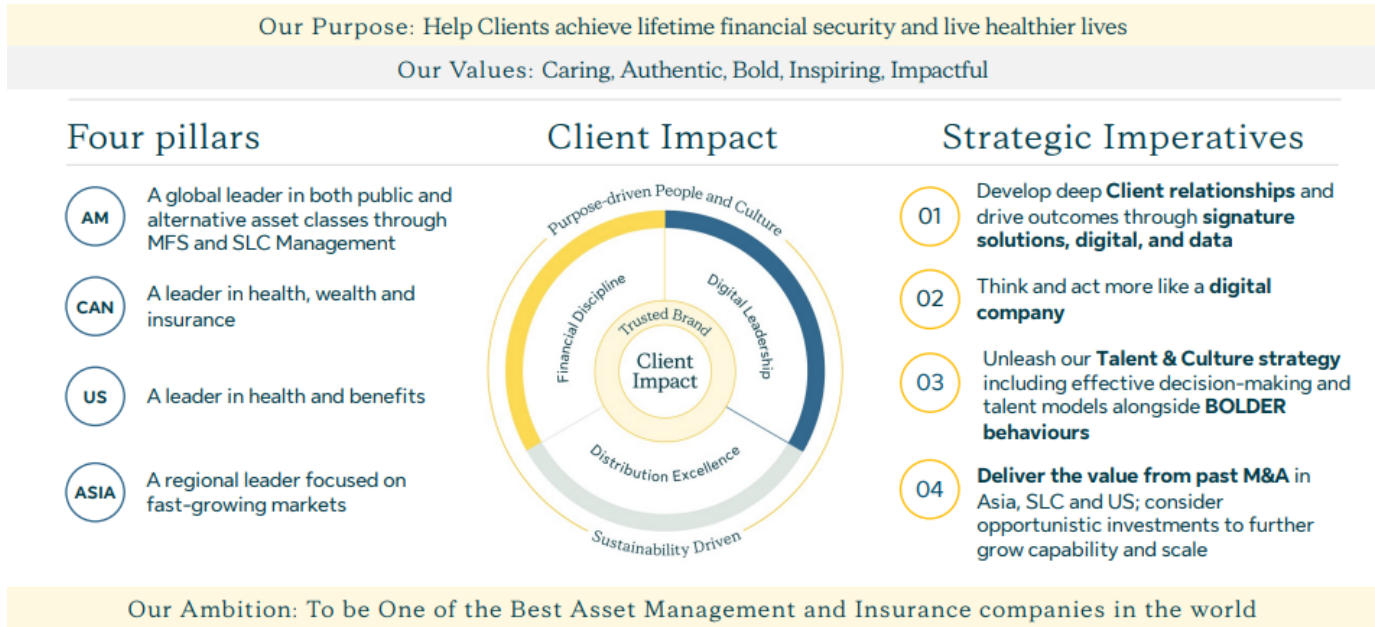 Our Purpose: Help Clients achieve lifetime financial security and live healthier lives
Our Values: Caring, Authentic, Bold, Inspiring, Impactful
Four pillars
AM
A global leader in both public and
alternative asset classes through
MFS and SLC Management
CAN
A leader in health, wealth and
insurance
US
A leader in health and benefits
ASIA
A regional leader focused on
fast-growing markets
Client Impact
Purpose-driven People and Culture
Financial Discipline
Digital Leadership
Trusted Brand
Client
Impact
Distribution Excellence
Sustainability Driven
Strategic Imperatives
01
Develop deep Client relationships and
drive outcomes through signature
solutions, digital, and data
02
Think and act more like a digital
company
03
Unleash our Talent & Culture strategy
including effective decision-making and
talent models alongside BOLDER
behaviours
04
Deliver the value from past M&A in
Asia, SLC and US; consider
opportunistic investments to further
grow capability and scale
Our Ambition: To be One of the Best Asset Management and Insurance companies in the world